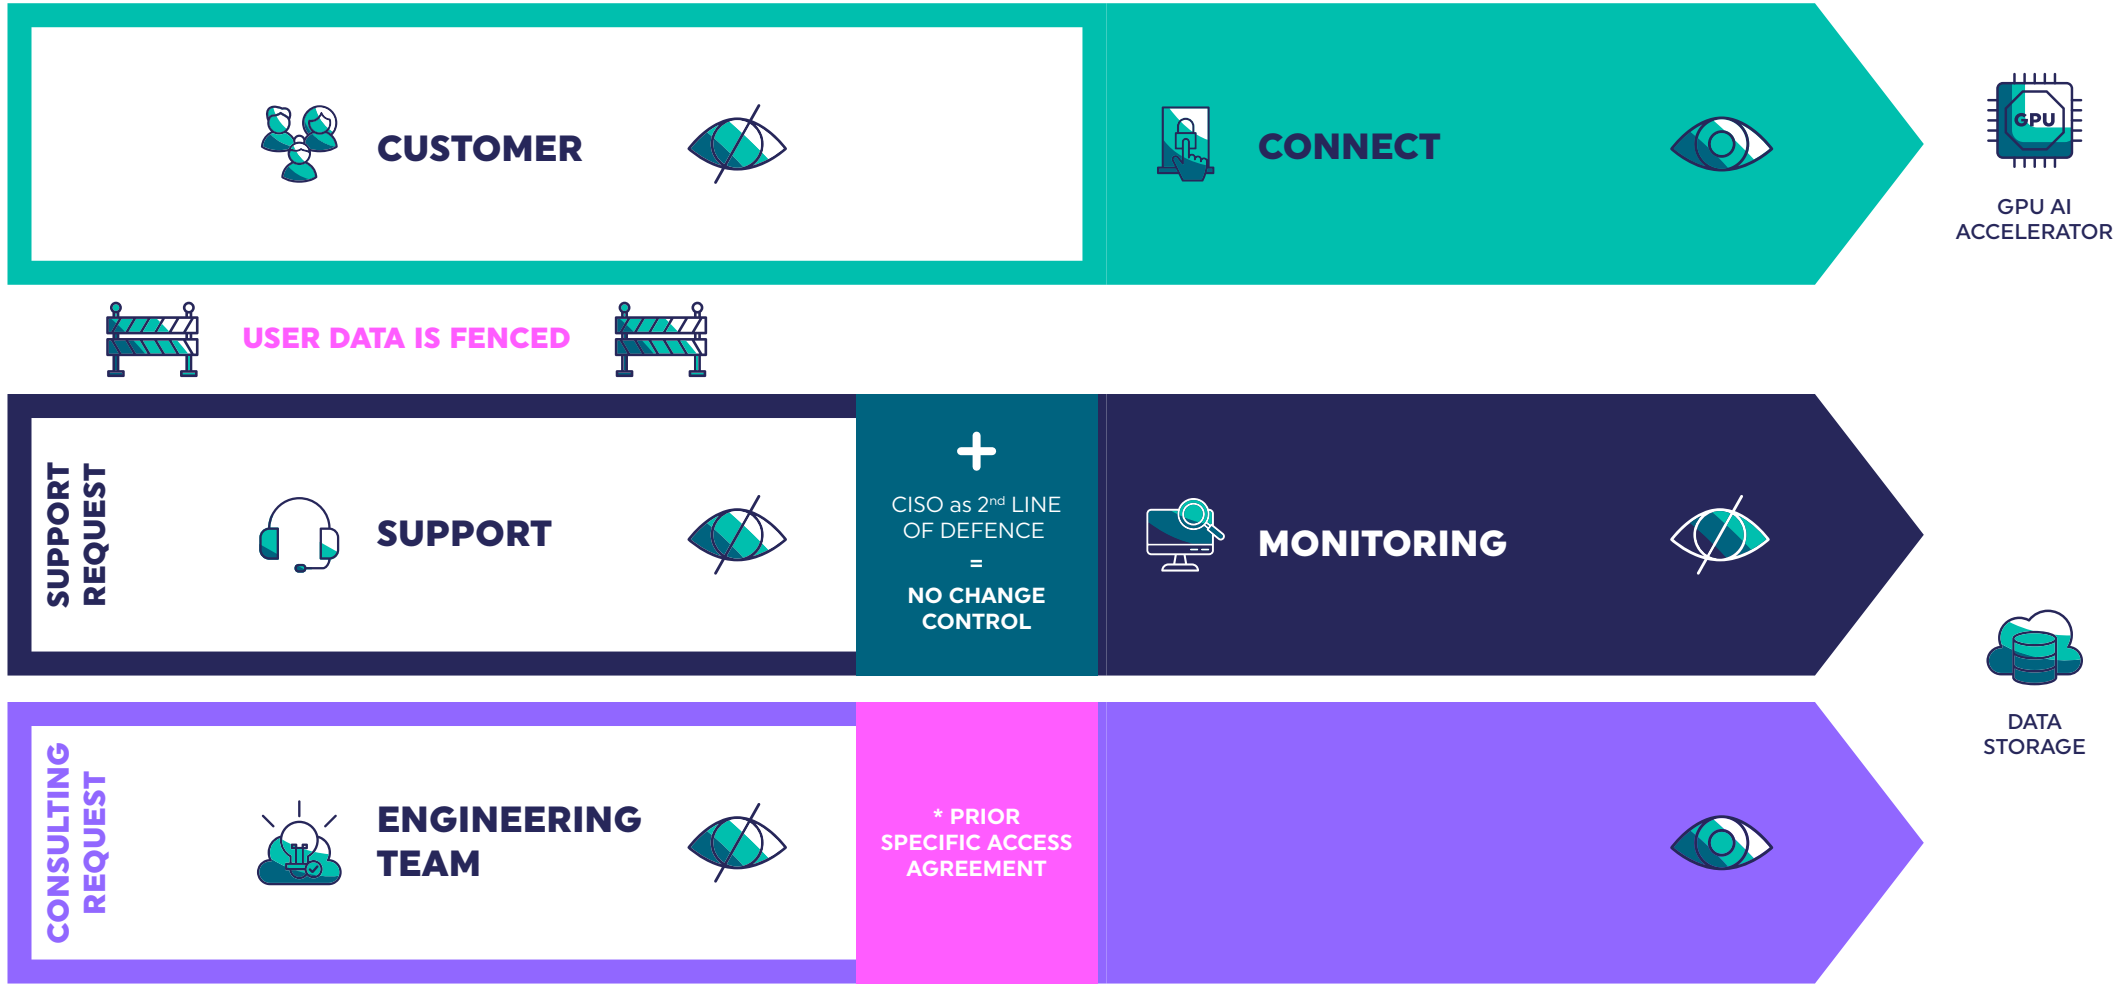 CUSTOMER
CONNECT
GPU
GPU AI
ACCELERATOR
USER DATA IS FENCED
SUPPORT
REQUEST
SUPPORT
CISO as 2nd LINE
OF DEFENCE
=
NO CHANGE
CONTROL
MONITORING
DATA
STORAGE
CONSULTING
REQUEST
ENGINEERING
TEAM
* PRIOR
SPECIFIC ACCESS
AGREEMENT